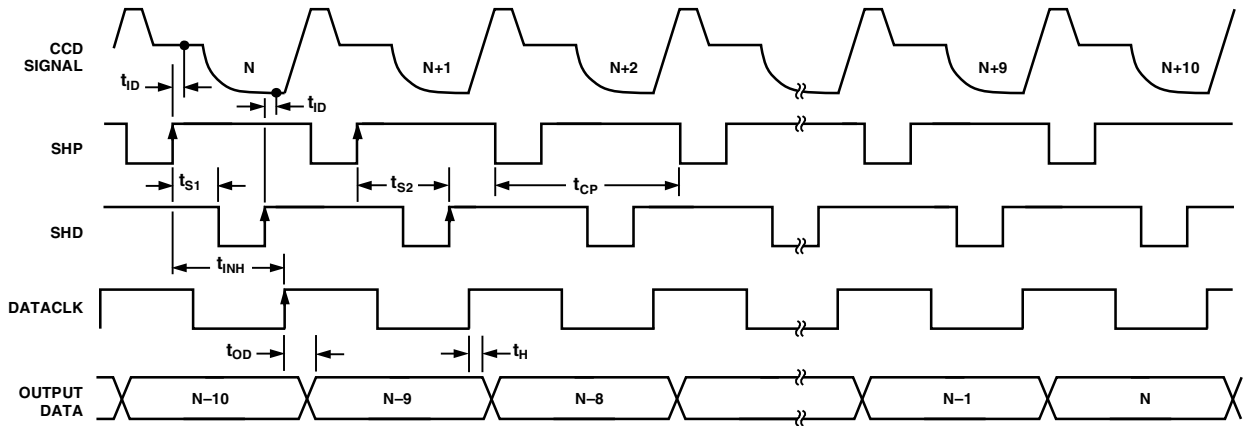 CCD
SIGNAL
N
N+1
N+2
N+9
N+10
tID
tID
SHP
tS1
tS2
tCP
SHD
tINH
DATACLK
tOD
tH
OUTPUT
DATA
N–10
N–9
N–8
N–1
N